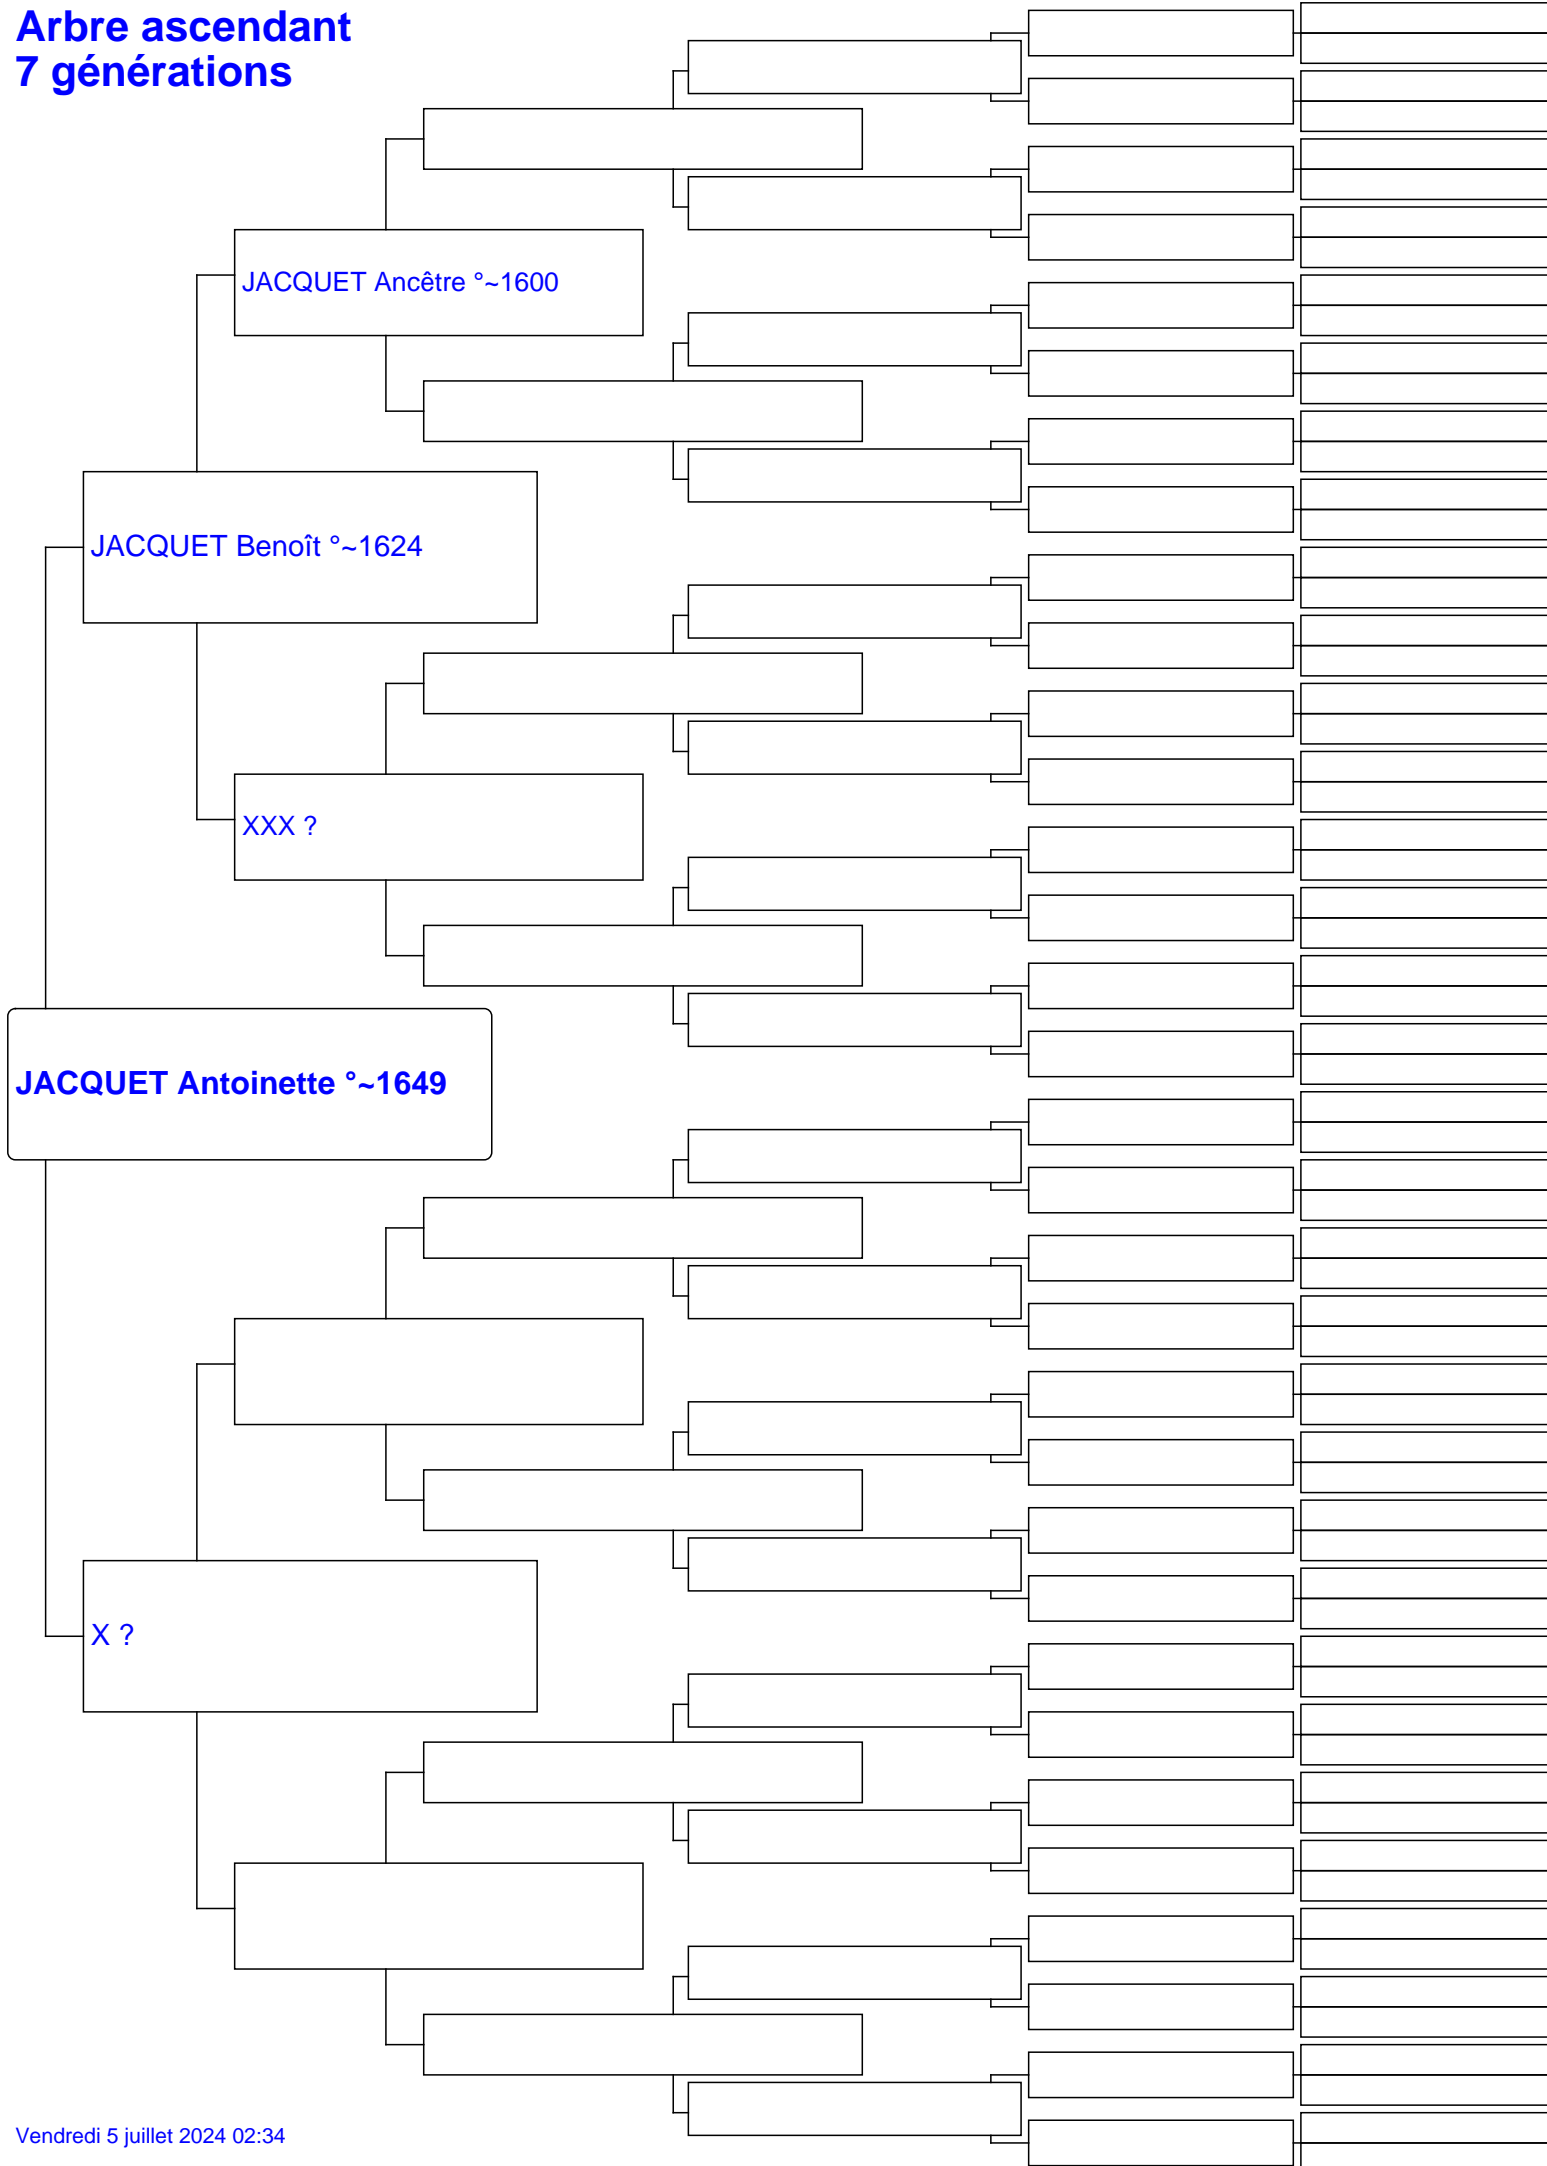 Arbre ascendant
7 générations
JACQUET Ancêtre °~1600
JACQUET Benoît °~1624
XXX ?
JACQUET Antoinette °~1649
X ?
Vendredi 5 juillet 2024 02:34